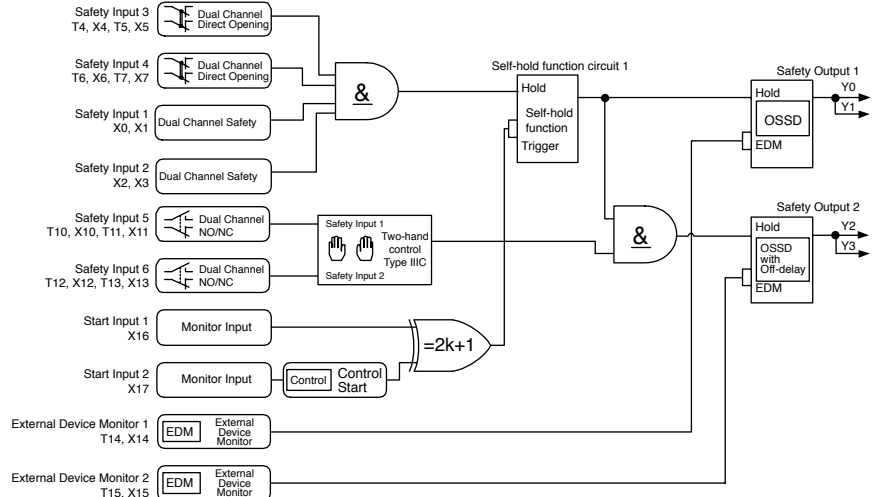 Safety Input 3
T4, X4, T5, X5
Dual Channel
Direct Opening
Safety Input 4
T6, X6, T7, X7
Dual Channel
Direct Opening
Safety Input 1
X0, X1
Dual Channel Safety
Safety Input 2
X2, X3
Dual Channel Safety
Safety Input 5
T10, X10, T11, X11
Dual Channel
NO/NC
Safety Input 6
T12, X12, T13, X13
Dual Channel
NO/NC
Start Input 1
X16
Monitor Input
Start Input 2
X17
Monitor Input
Control
Control
Start
External Device Monitor 1
T14, X14
EDM
External
Device
Monitor
External Device Monitor 2
T15, X15
EDM
External
Device
Monitor
&
Safety Input 1
Two-hand
control
Type IIIC
Safety Input 2
=2k+1
Self-hold function circuit 1
Hold
Self-hold
function
Trigger
&
Safety Output 1
Hold
OSSD
EDM
Y0
Y1
Safety Output 2
Hold
OSSD
with
Off-delay
EDM
Y2
Y3